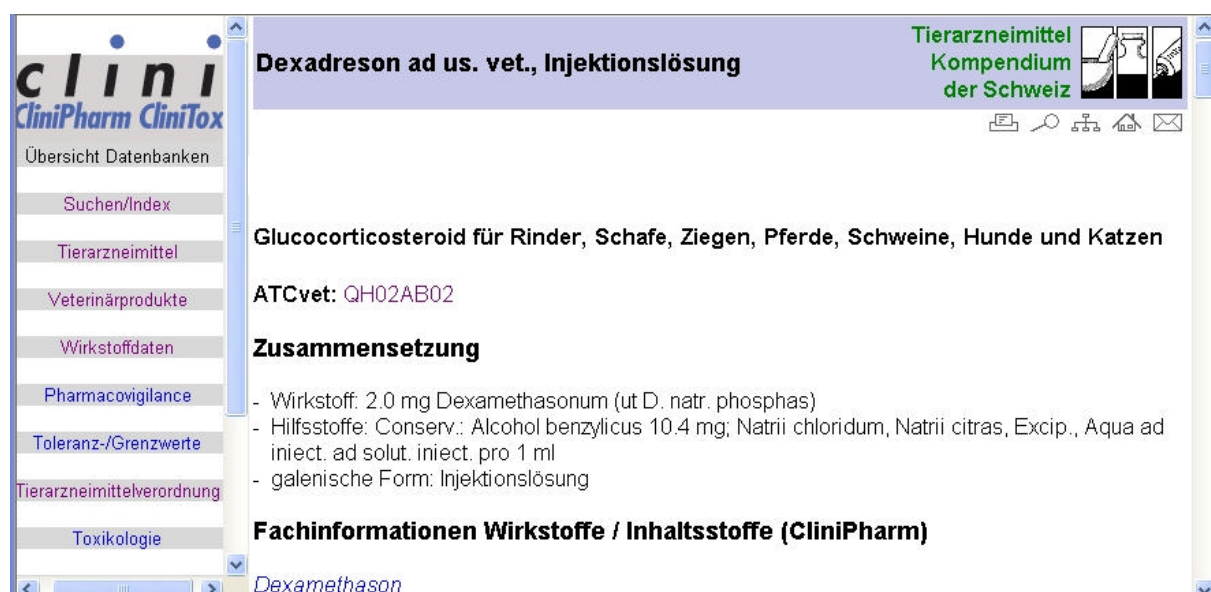 clini
CliniPharm CliniTox
Übersicht Datenbanken
Suchen/Index
Tierarzneimittel
Veterinärprodukte
Wirkstoffdaten
Pharmacovigilance
Toleranz-/Grenzwerte
Tierarzneimittelverordnung
Toxikologie
Dexadreson ad us. vet., Injektionslösung
Tierarzneimittel
Kompendium
der Schweiz
Glucocorticosteroid für Rinder, Schafe, Ziegen, Pferde, Schweine, Hunde und Katzen
ATCvet: QH02AB02
Zusammensetzung
- Wirkstoff: 2.0 mg Dexamethasonum (ut D. natr. phosphas)
- Hilfsstoffe: Conserv.: Alcohol benzylicus 10.4 mg; Natrii chloridum, Natrii citras, Excip., Aqua ad
iniect. ad solut. iniect. pro 1 ml
- galenische Form: Injektionslösung
Fachinformationen Wirkstoffe / Inhaltsstoffe (CliniPharm)
Dexamethason